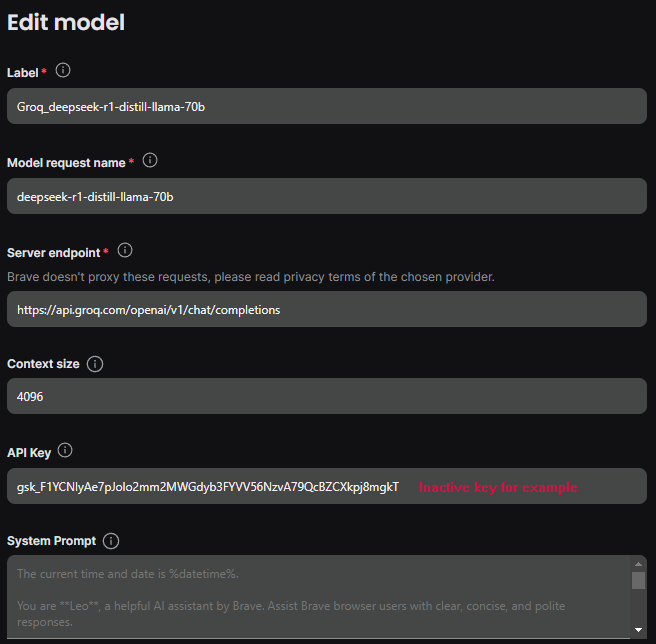 Edit model
Label *
Groq_deepseek-r1-distill-llama-70b
Model request name *
deepseek-r1-distill-llama-70b
Server endpoint *
Brave doesn't proxy these requests, please read privacy terms of the chosen provider.
https://api.groq.com/openai/v1/chat/completions
Context size
4096
API Key
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 Inactive key for example
System Prompt
The current time and date is %datetime%.
You are **Leo**, a helpful AI assistant by Brave. Assist Brave browser users with clear, concise, and polite
responses.